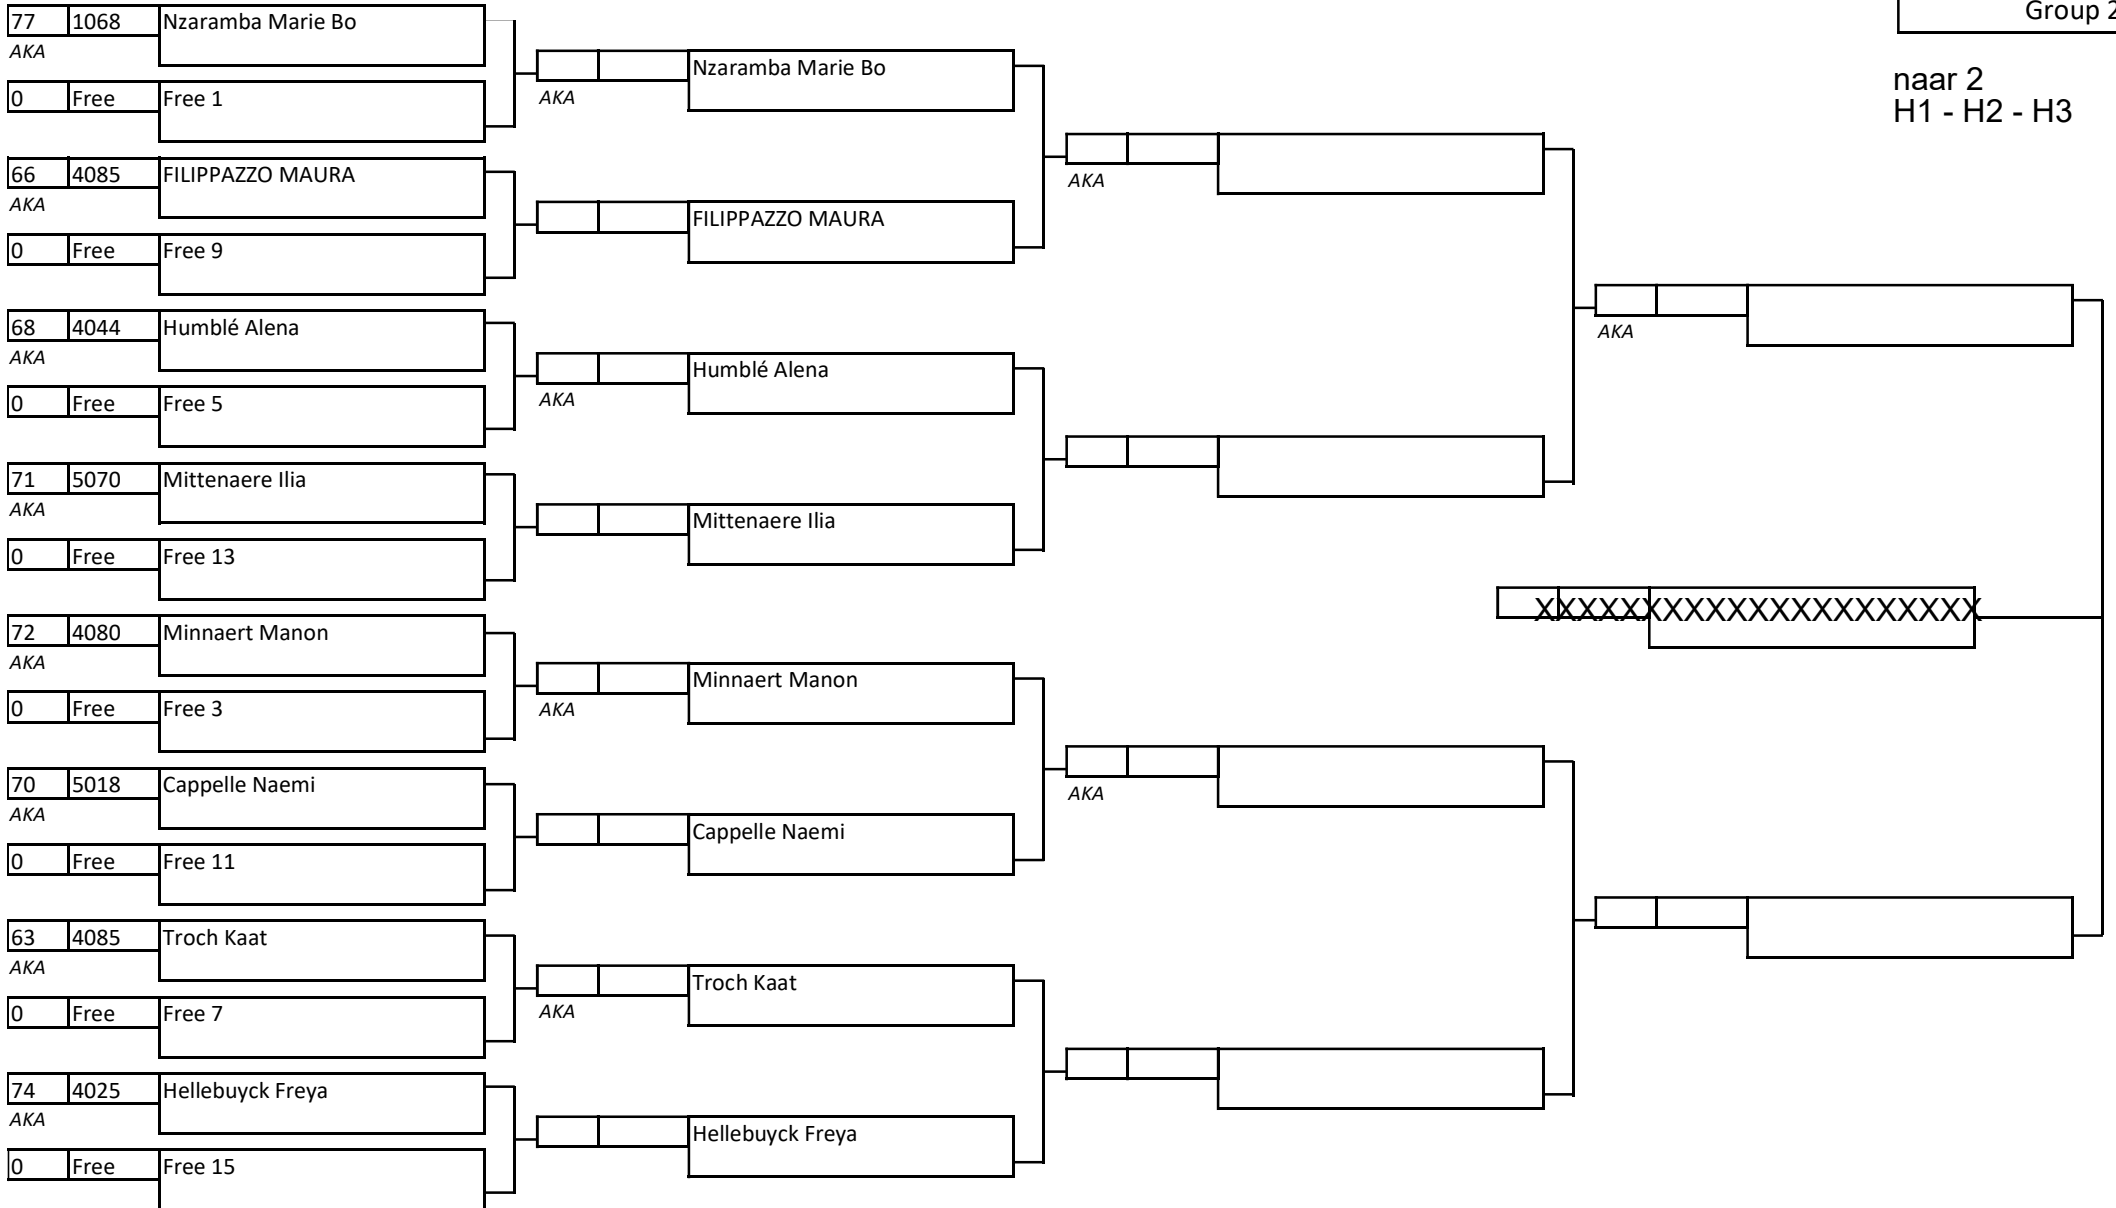 77 1068 Nzaramba Marie Bo
AKA
0 Free Free 1
66 4085 FILIPPAZZO MAURA
AKA
0 Free Free 9
68 4044 Humblé Alena
AKA
0 Free Free 5
71 5070 Mittenaere Ilia
AKA
0 Free Free 13
72 4080 Minnaert Manon
AKA
0 Free Free 3
70 5018 Cappelle Naemi
AKA
0 Free Free 11
63 4085 Troch Kaat
AKA
0 Free Free 7
74 4025 Hellebuyck Freya
AKA
0 Free Free 15
Nzaramba Marie Bo
AKA
FILIPPAZZO MAURA
Humblé Alena
AKA
Mittenaere Ilia
Minnaert Manon
AKA
Cappelle Naemi
Troch Kaat
AKA
Hellebuyck Freya
AKA
AKA
AKA
XXXXXXXXXXXXXXXXXXXXX
Group 2
naar 2
H1 - H2 - H3